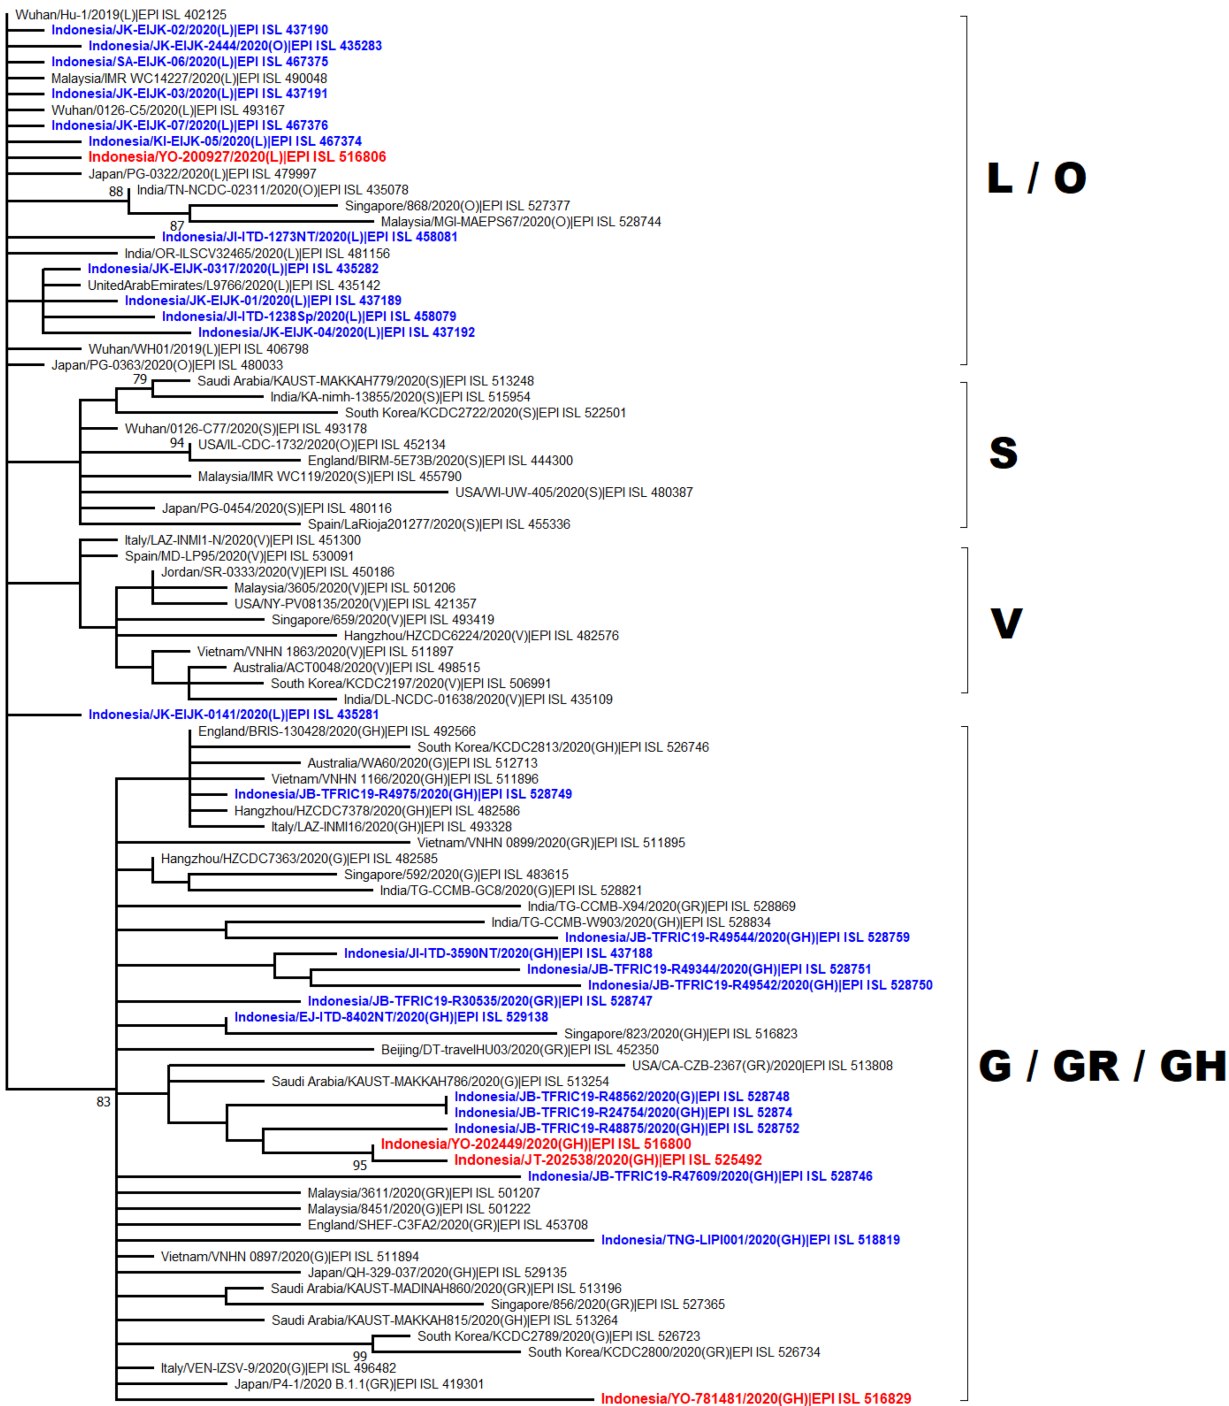 Wuhan/Hu-1/2019(L)|EPI ISL 402125
Indonesia/JK-EIJK-02/2020(L)|EPI ISL 437190
Indonesia/JK-EIJK-2444/2020(O)|EPI ISL 435283
Indonesia/SA-EIJK-06/2020(L)|EPI ISL 467375
Malaysia/IMR WC14227/2020(L)|EPI ISL 490048
Indonesia/JK-EIJK-03/2020(L)|EPI ISL 437191
Wuhan/0126-C5/2020(L)|EPI ISL 493167
Indonesia/JK-EIJK-07/2020(L)|EPI ISL 467376
Indonesia/KI-EIJK-05/2020(L)|EPI ISL 467374
Indonesia/YO-200927/2020(L)|EPI ISL 516806
Japan/PG-0322/2020(L)|EPI ISL 479997
L / O
88
India/TN-NCDC-02311/2020(O)|EPI ISL 435078
Singapore/868/2020(O)|EPI ISL 527377
87
Malaysia/MGI-MAEPS67/2020(O)|EPI ISL 528744
Indonesia/JI-ITD-1273NT/2020(L)|EPI ISL 458081
India/OR-ILSCV32465/2020(L)|EPI ISL 481156
Indonesia/JK-EIJK-0317/2020(L)|EPI ISL 435282
UnitedArabEmirates/L9766/2020(L)|EPI ISL 435142
Indonesia/JK-EIJK-01/2020(L)|EPI ISL 437189
Indonesia/JI-ITD-1238Sp/2020(L)|EPI ISL 458079
Indonesia/JK-EIJK-04/2020(L)|EPI ISL 437192
Wuhan/WH01/2019(L)|EPI ISL 406798
Japan/PG-0363/2020(O)|EPI ISL 480033
79
Saudi Arabia/KAUST-MAKKAH779/2020(S)|EPI ISL 513248
India/KA-nimh-13855/2020(S)|EPI ISL 515954
South Korea/KCDC2722/2020(S)|EPI ISL 522501
Wuhan/0126-C77/2020(S)|EPI ISL 493178
94
USA/IL-CDC-1732/2020(O)|EPI ISL 452134
S
England/BIRM-5E73B/2020(S)|EPI ISL 444300
Malaysia/IMR WC119/2020(S)|EPI ISL 455790
USA/WI-UW-405/2020(S)|EPI ISL 480387
Japan/PG-0454/2020(S)|EPI ISL 480116
Spain/LaRioja201277/2020(S)|EPI ISL 455336
Italy/LAZ-INMI1-N/2020(V)|EPI ISL 451300
Spain/MD-LP95/2020(V)|EPI ISL 530091
Jordan/SR-0333/2020(V)|EPI ISL 450186
Malaysia/3605/2020(V)|EPI ISL 501206
USA/NY-PV08135/2020(V)|EPI ISL 421357
Singapore/659/2020(V)|EPI ISL 493419
V
Hangzhou/HZCDC6224/2020(V)|EPI ISL 482576
Vietnam/VNHN 1863/2020(V)|EPI ISL 511897
Australia/ACT0048/2020(V)|EPI ISL 498515
South Korea/KCDC2197/2020(V)|EPI ISL 506991
India/DL-NCDC-01638/2020(V)|EPI ISL 435109
Indonesia/JK-EIJK-0141/2020(L)|EPI ISL 435281
England/BRIS-130428/2020(GH)|EPI ISL 492566
South Korea/KCDC2813/2020(GH)|EPI ISL 526746
Australia/WA60/2020(G)|EPI ISL 512713
Vietnam/VNHN 1166/2020(GH)|EPI ISL 511896
Indonesia/JB-TFRIC19-R4975/2020(GH)|EPI ISL 528749
Hangzhou/HZCDC7378/2020(GH)|EPI ISL 482586
Italy/LAZ-INMI16/2020(GH)|EPI ISL 493328
Vietnam/VNHN 0899/2020(GR)|EPI ISL 511895
Hangzhou/HZCDC7363/2020(G)|EPI ISL 482585
Singapore/592/2020(G)|EPI ISL 483615
India/TG-CCMB-GC8/2020(G)|EPI ISL 528821
India/TG-CCMB-X94/2020(GR)|EPI ISL 528869
India/TG-CCMB-W903/2020(GH)|EPI ISL 528834
Indonesia/JB-TFRIC19-R49544/2020(GH)|EPI ISL 528759
Indonesia/JI-ITD-3590NT/2020(GH)|EPI ISL 437188
Indonesia/JB-TFRIC19-R49344/2020(GH)|EPI ISL 528751
Indonesia/JB-TFRIC19-R49542/2020(GH)|EPI ISL 528750
Indonesia/JB-TFRIC19-R30535/2020(GR)|EPI ISL 528747
Indonesia/EJ-ITD-8402NT/2020(GH)|EPI ISL 529138
Singapore/823/2020(GH)|EPI ISL 516823
Beijing/DT-travelHU03/2020(GR)|EPI ISL 452350
USA/CA-CZB-2367(GR)/2020|EPI ISL 513808
G / GR / GH
Saudi Arabia/KAUST-MAKKAH786/2020(G)|EPI ISL 513254
83
Indonesia/JB-TFRIC19-R48562/2020(G)|EPI ISL 528748
Indonesia/JB-TFRIC19-R24754/2020(GH)|EPI ISL 52874
Indonesia/JB-TFRIC19-R48875/2020(GH)|EPI ISL 528752
Indonesia/YO-202449/2020(GH)|EPI ISL 516800
95
Indonesia/JT-202538/2020(GH)|EPI ISL 525492
Indonesia/JB-TFRIC19-R47609/2020(GH)|EPI ISL 528746
Malaysia/3611/2020(GR)|EPI ISL 501207
Malaysia/8451/2020(G)|EPI ISL 501222
England/SHEF-C3FA2/2020(GR)|EPI ISL 453708
Indonesia/TNG-LIPI001/2020(GH)|EPI ISL 518819
Vietnam/VNHN 0897/2020(G)|EPI ISL 511894
Japan/QH-329-037/2020(GH)|EPI ISL 529135
Saudi Arabia/KAUST-MADINAH860/2020(GR)|EPI ISL 513196
Singapore/856/2020(GR)|EPI ISL 527365
Saudi Arabia/KAUST-MAKKAH815/2020(GH)|EPI ISL 513264
South Korea/KCDC2789/2020(G)|EPI ISL 526723
99
South Korea/KCDC2800/2020(GR)|EPI ISL 526734
Italy/VEN-IZSV-9/2020(G)|EPI ISL 496482
Japan/P4-1/2020 B.1.1(GR)|EPI ISL 419301
Indonesia/YO-781481/2020(GH)|EPI ISL 516829